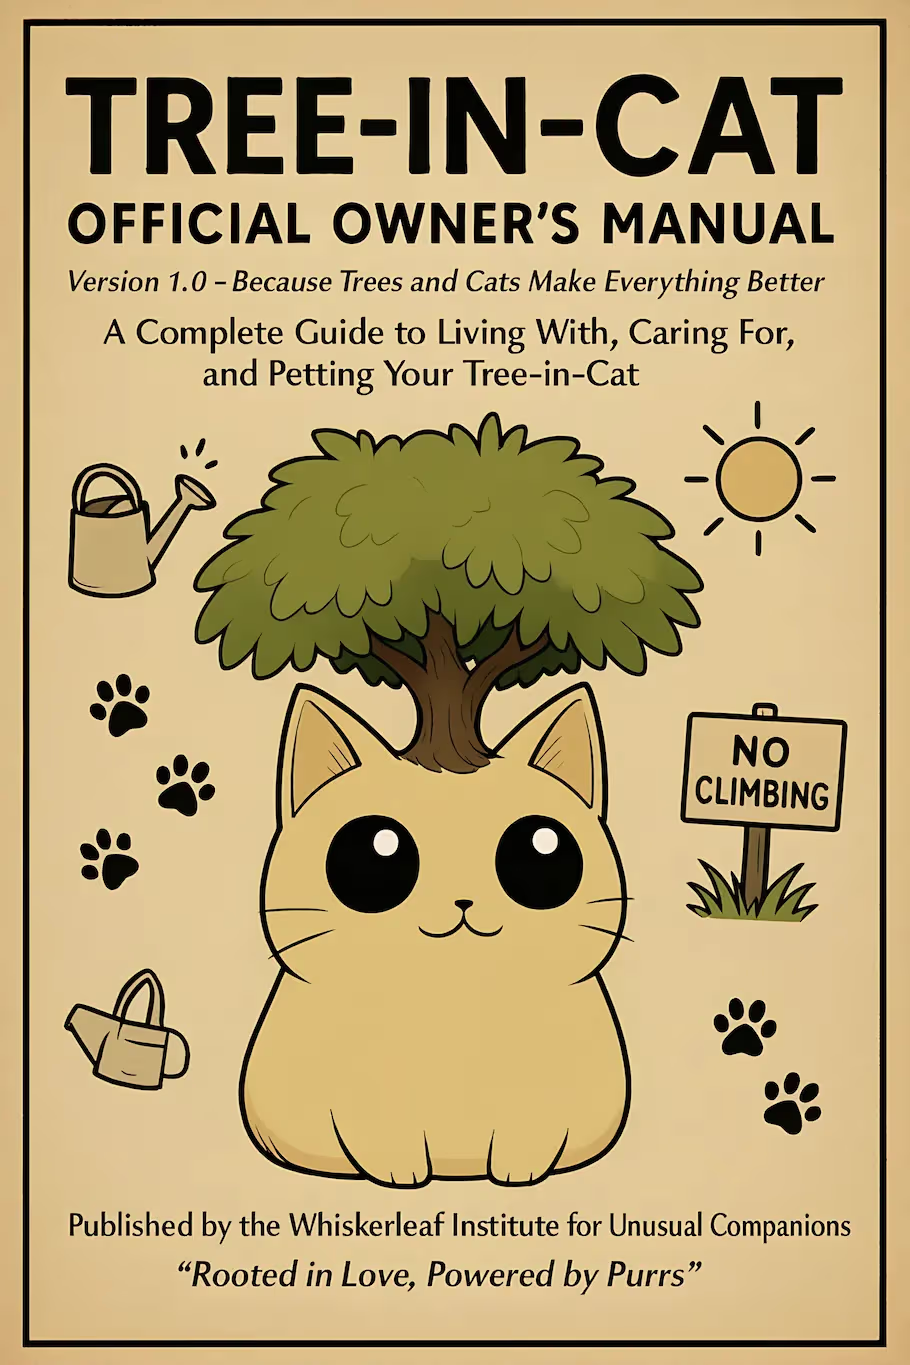 TREE-IN-CAT
OFFICIAL OWNER’S MANUAL
Version 1.0 – Because Trees and Cats Make Everything Better
A Complete Guide to Living With, Caring For,
and Petting Your Tree-in-Cat
NO
CLIMBING
Published by the Whiskerleaf Institute for Unusual Companions
“Rooted in Love, Powered by Purrs”